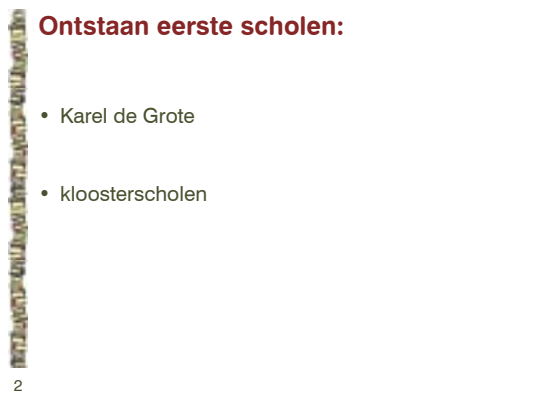 Ontstaan eerste scholen:
• Karel de Grote
• kloosterscholen
2